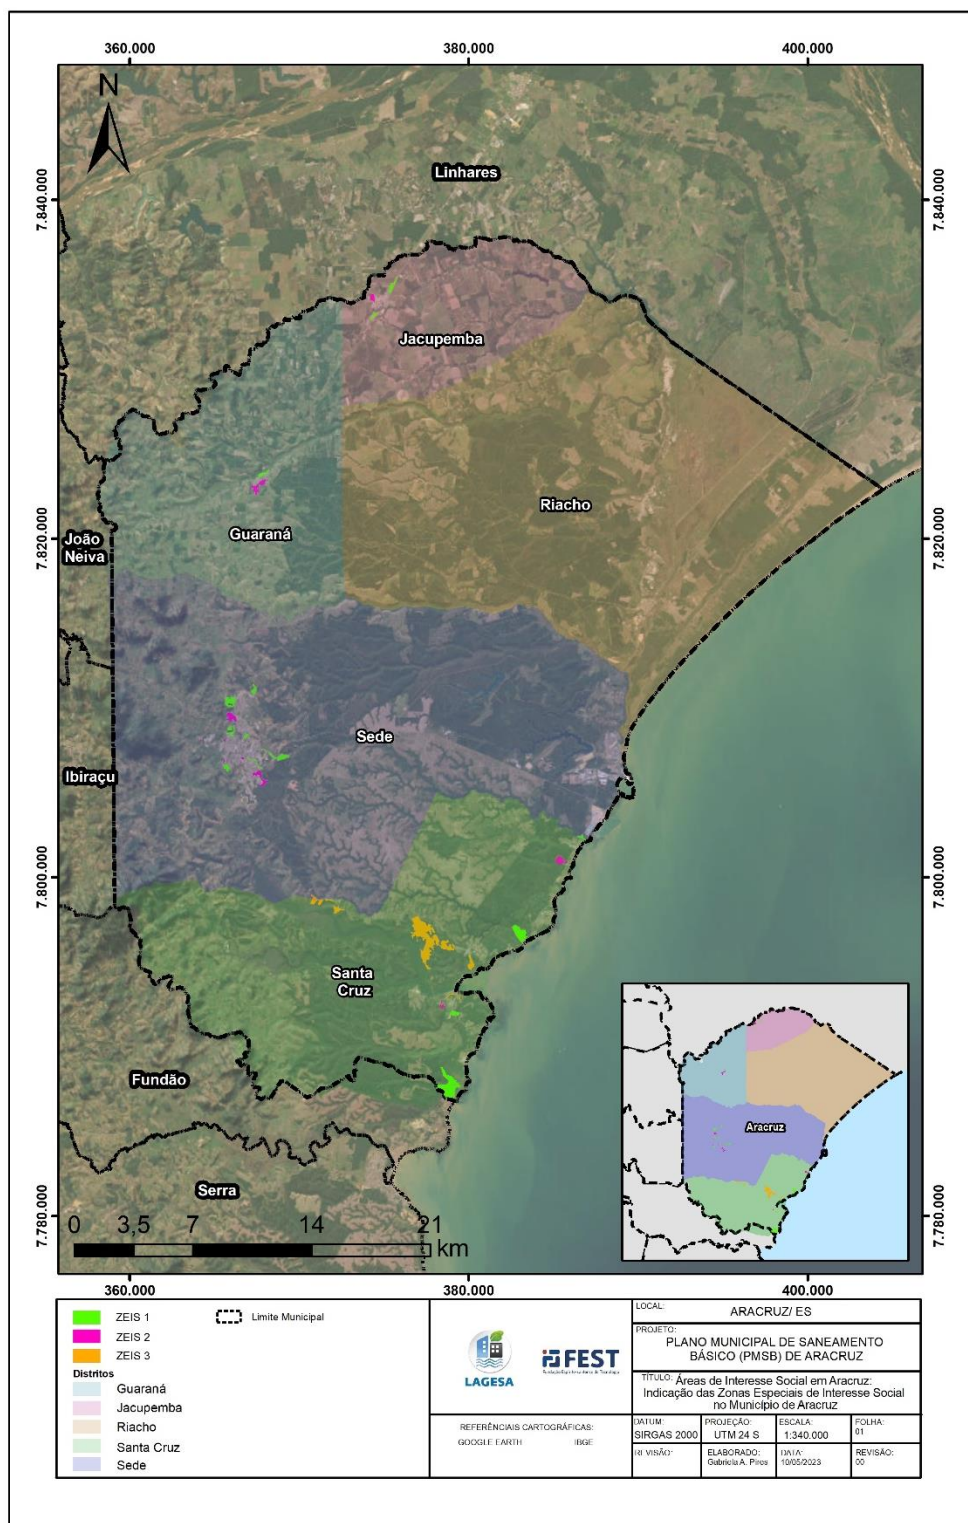 360.000
380.000
400.000
N
Linhares
7.840.000
7.840.000
Jacupemba
Riacho
Guaraná
João
Neiva
7.820.000
7.820.000
Sede
Ibiraçu
7.800.000
7.800.000
Santa
Cruz
Fundão
Aracruz
Serra
7.780.000
7.780.000
0 3,5 7 14 21
km
360.000
380.000
400.000
ZEIS 1
ZEIS 2
ZEIS 3
Limite Municipal
Distritos
Guaraná
Jacupemba
Riacho
Santa Cruz
Sede
LAGESA
FEST
REFERÊNCIAIS CARTOGRÁFICAS:
GOOGLE EARTH IBGE
LOCAL: ARACRUZ/ ES
PROJETO:
PLANO MUNICIPAL DE SANEAMENTO
BÁSICO (PMSB) DE ARACRUZ
TÍTULO: Áreas de Interesse Social em Aracruz:
Indicação das Zonas Especiais de Interesse Social
no Município de Aracruz
DATUM: PROJEÇÃO: ESCALA: FOLHA:
SIRGAS 2000 UTM 24 S 1:340.000 01
REVISÃO: ELABORADO: DATA: REVISÃO:
Gabriela A. Piros 10/05/2023 00